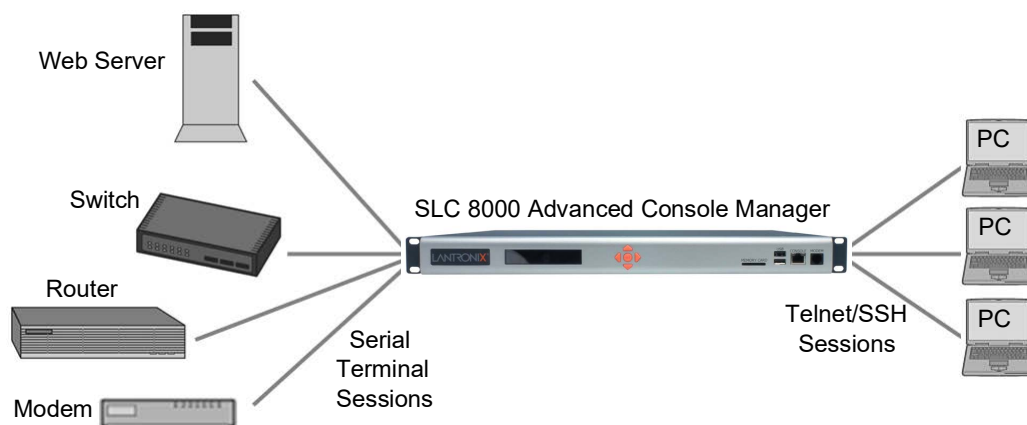 Web Server
PC
Switch
SLC 8000 Advanced Console Manager
LANTRONIX
PC
Router
Telnet/SSH
Sessions
PC
Serial
Terminal
Sessions
Modem